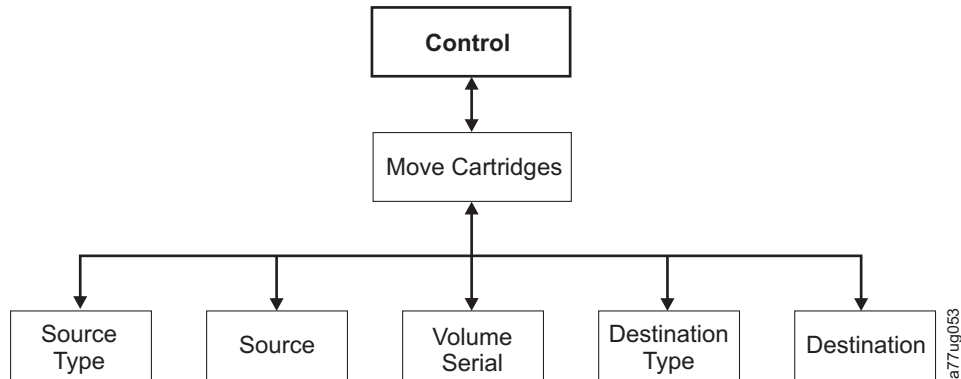 Control
Move Cartridges
Source
Type
Source
Volume
Serial
Destination
Type
Destination
a77ug053